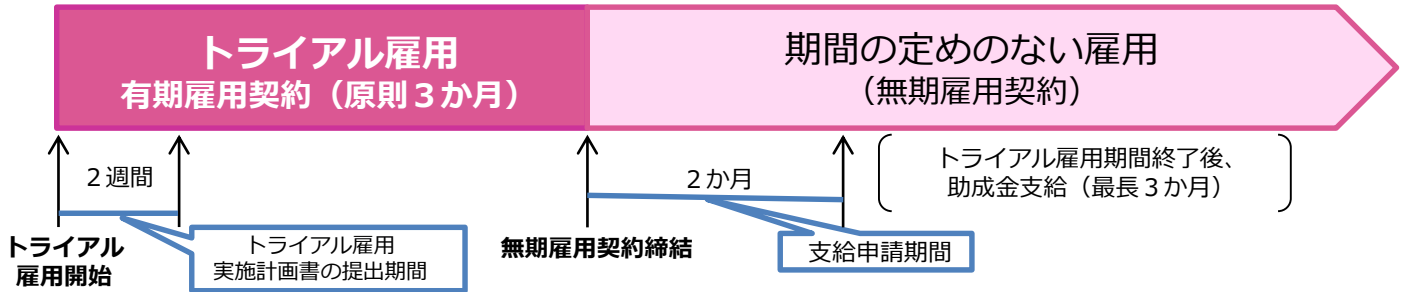 トライアル雇用
有期雇用契約（原則３か月）
期間の定めのない雇用
（無期雇用契約）
２週間
２か月
トライアル雇用期間終了後、
助成金支給（最長３か月）
トライアル
雇用開始
トライアル雇用
実施計画書の提出期間
無期雇用契約締結
支給申請期間